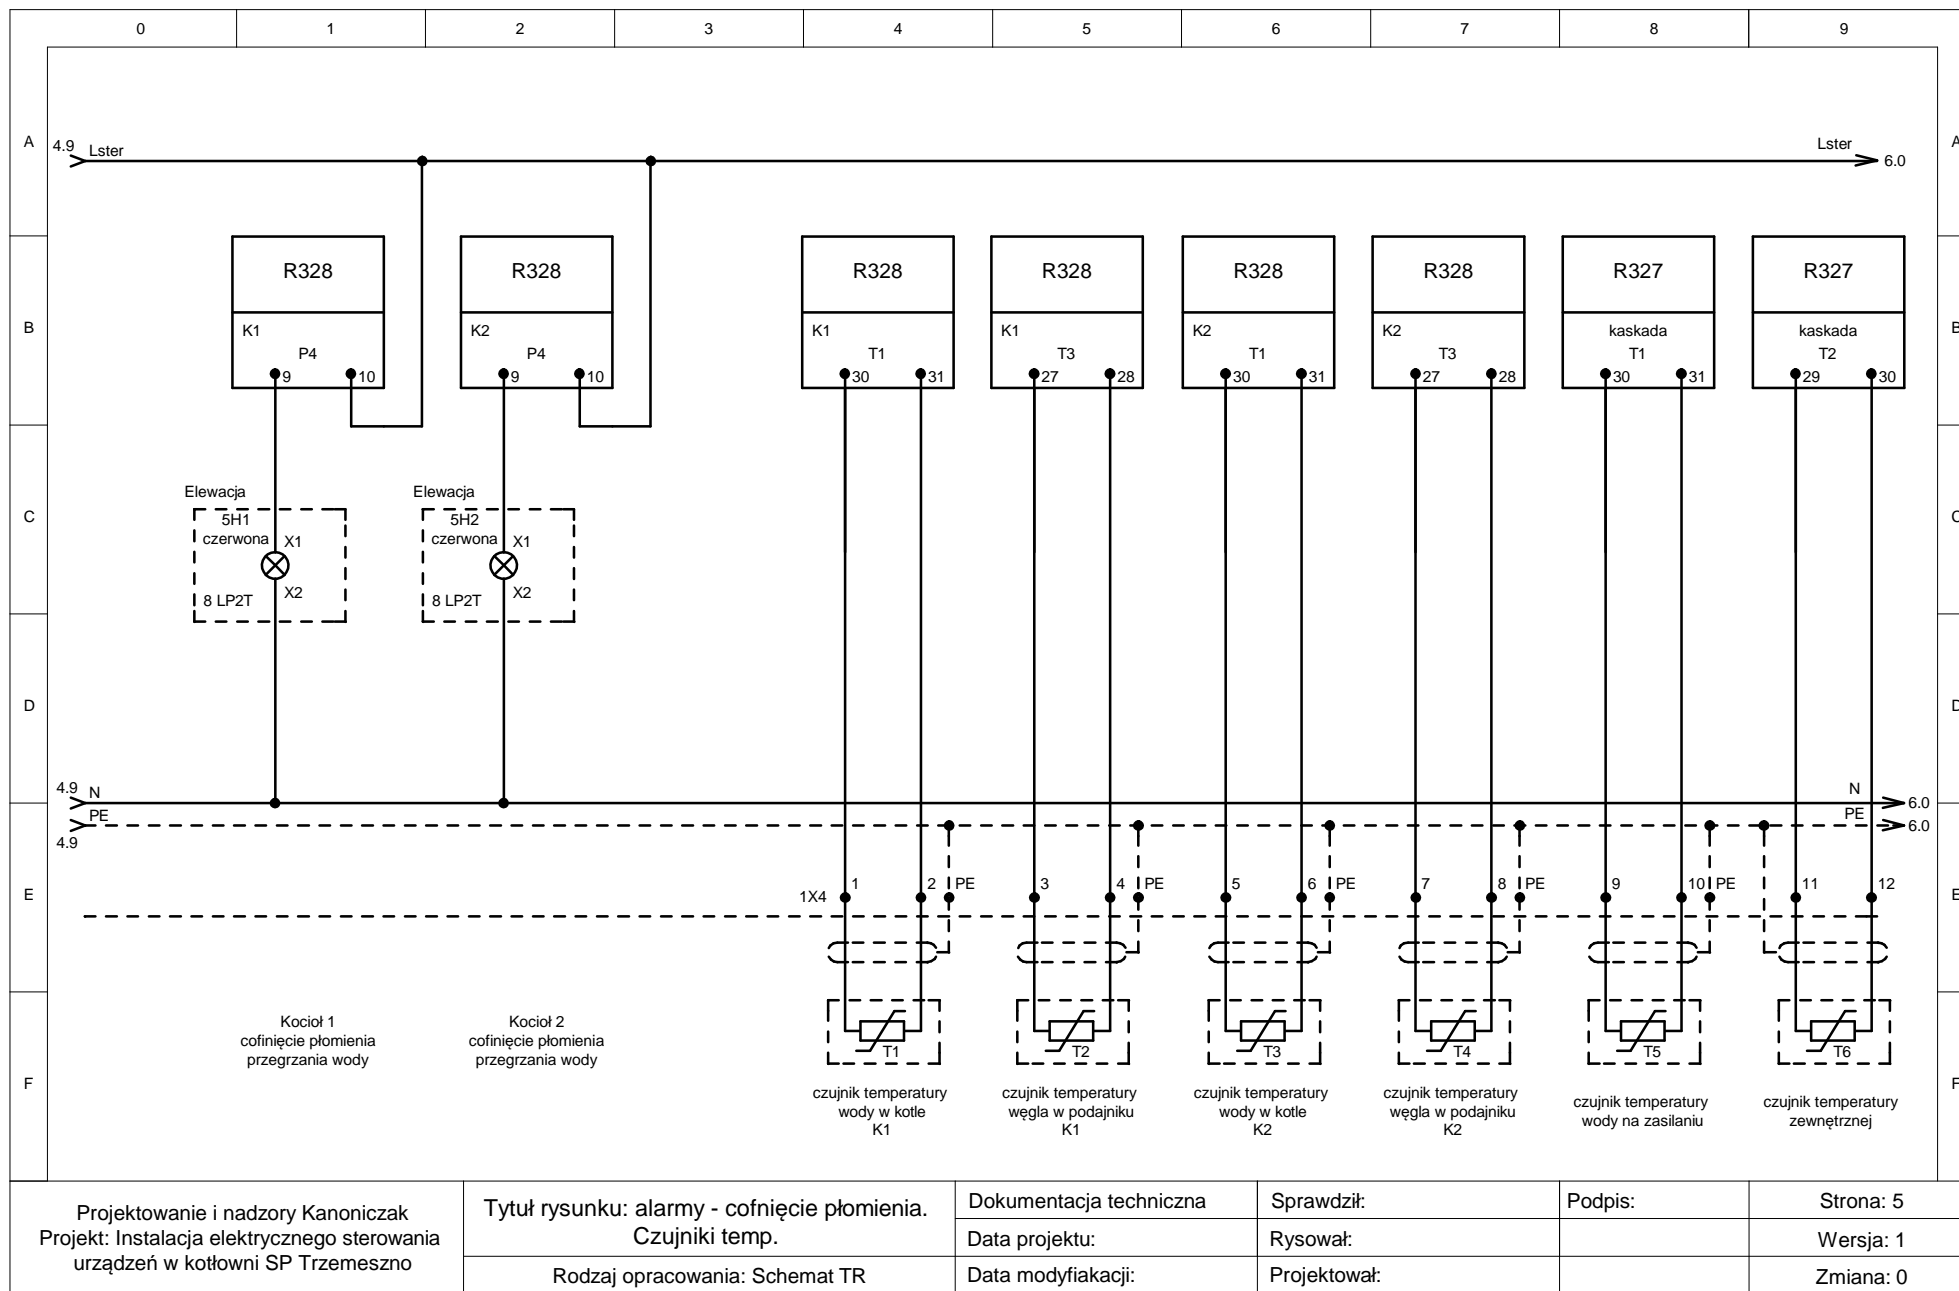 0 1 2 3 4 5 6 7 8 9
A A
4.9 Lster Lster 6.0
R328 R328 R328 R328 R328 R328 R327 R327
B B
K1 K2 K1 K1 K2 K2 kaskada kaskada
P4 P4 T1 T3 T1 T3 T1 T2
9 10 9 10 30 31 27 28 30 31 27 28 30 31 29 30
Elewacja Elewacja
C C
5H1 5H2
czerwona X1 czerwona X1
8 LP2T X2 8 LP2T X2
D D
4.9 N N 6.0
PE PE 6.0
4.9
E E
1X4 1 2 PE 3 4 PE 5 6 PE 7 8 PE 9 10 PE 11 12
T1 T2 T3 T4 T5 T6
F F
Kocioł 1
cofinięcie płomienia
przegrzania wody
Kocioł 2
cofinięcie płomienia
przegrzania wody
czujnik temperatury
wody w kotle
K1
czujnik temperatury
węgla w podajniku
K1
czujnik temperatury
wody w kotle
K2
czujnik temperatury
węgla w podajniku
K2
czujnik temperatury
wody na zasilaniu
czujnik temperatury
zewnętrznej
Projektowanie i nadzory Kanoniczak
Projekt: Instalacja elektrycznego sterowania
urządzeń w kotłowni SP Trzemeszno
Tytuł rysunku: alarmy - cofnięcie płomienia.
Czujniki temp.
Rodzaj opracowania: Schemat TR
Dokumentacja techniczna
Data projektu:
Data modyfiakacji:
Sprawdził:
Rysował:
Projektował:
Podpis:
Strona: 5
Wersja: 1
Zmiana: 0